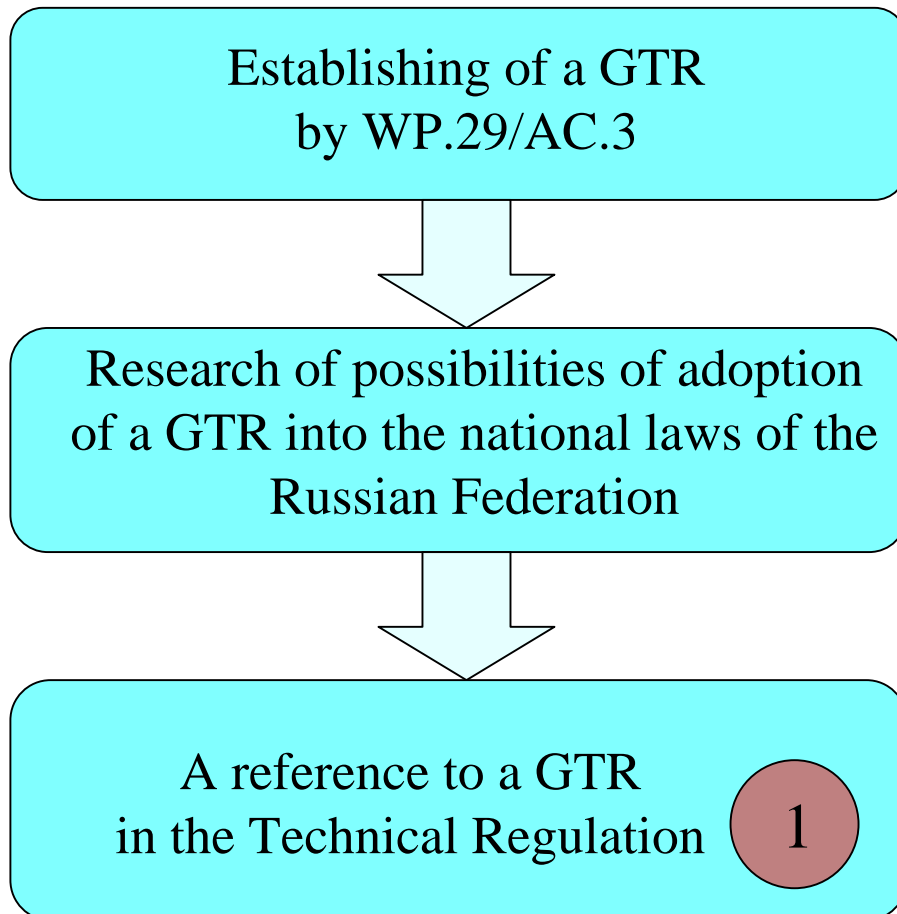 Establishing of a GTR
by WP.29/AC.3
Research of possibilities of adoption
of a GTR into the national laws of the
Russian Federation
A reference to a GTR
in the Technical Regulation
1